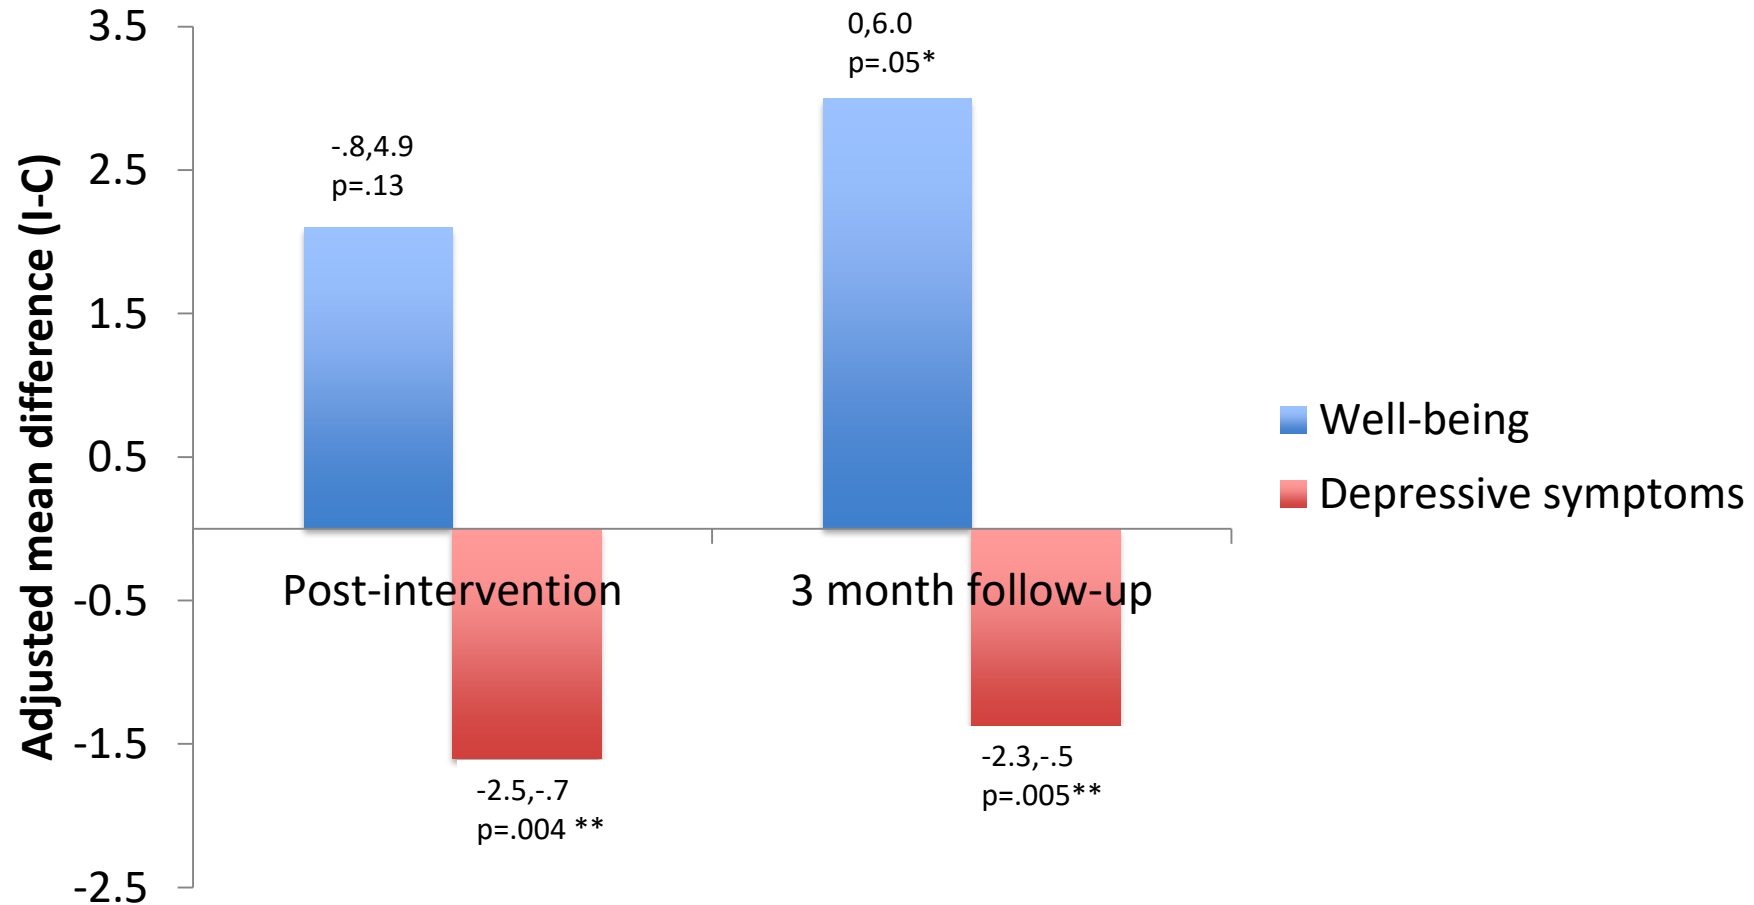 Adjusted mean difference (I-C)
3.5
2.5
1.5
0.5
-0.5
-1.5
-2.5
-.8,4.9
p=.13
0,6.0
p=.05*
Post-intervention
3 month follow-up
-2.5,-.7
p=.004 **
-2.3,-.5
p=.005**
Well-being
Depressive symptoms